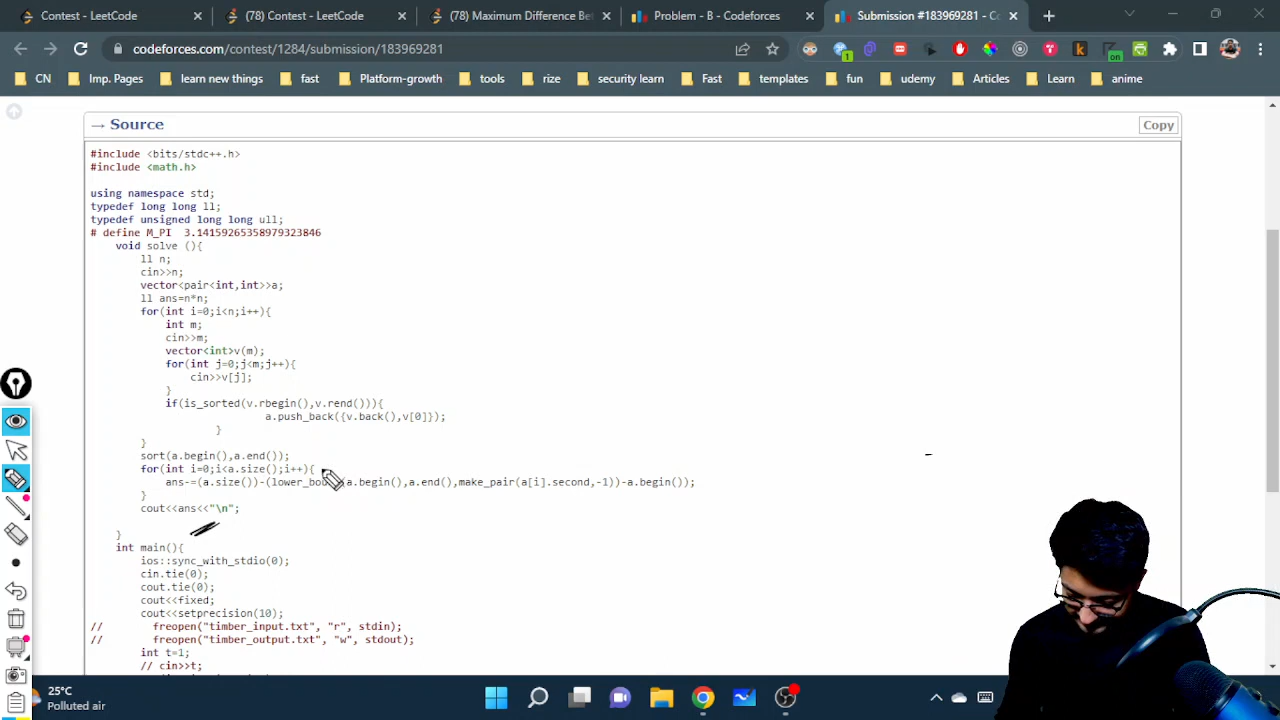 Contest - LeetCode
(78) Contest - LeetCode
(78) Maximum Difference Be
Problem - B - Codeforces
Submission #183969281 - Co
codeforces.com/contest/1284/submission/183969281
1
on
CN
Imp. Pages
learn new things
fast
Platform-growth
tools
rize
security learn
Fast
templates
fun
udemy
Articles
Learn
anime
→ Source
Copy
#include <bits/stdc++.h>
#include <math.h>
using namespace std;
typedef long long ll;
typedef unsigned long long ull;
# define M_PI 3.14159265358979323846
void solve (){
ll n;
cin>>n;
vector<pair<int,int>>a;
ll ans=n*n;
for(int i=0;i<n;i++){
int m;
cin>>m;
vector<int>v(m);
for(int j=0;j<m;j++){
cin>>v[j];
}
if(is_sorted(v.rbegin(),v.rend())){
a.push_back({v.back(),v[0]});
}
}
sort(a.begin(),a.end());
for(int i=0;i<a.size();i++){
ans-=(a.size())-(lower_bound(a.begin(),a.end(),make_pair(a[i].second,-1))-a.begin());
}
cout<<ans<<"\n";
}
int main(){
ios::sync_with_stdio(0);
cin.tie(0);
cout.tie(0);
cout<<fixed;
cout<<setprecision(10);
// freopen("timber_input.txt", "r", stdin);
// freopen("timber_output.txt", "w", stdout);
int t=1;
// cin>>t;
25°C
Polluted air